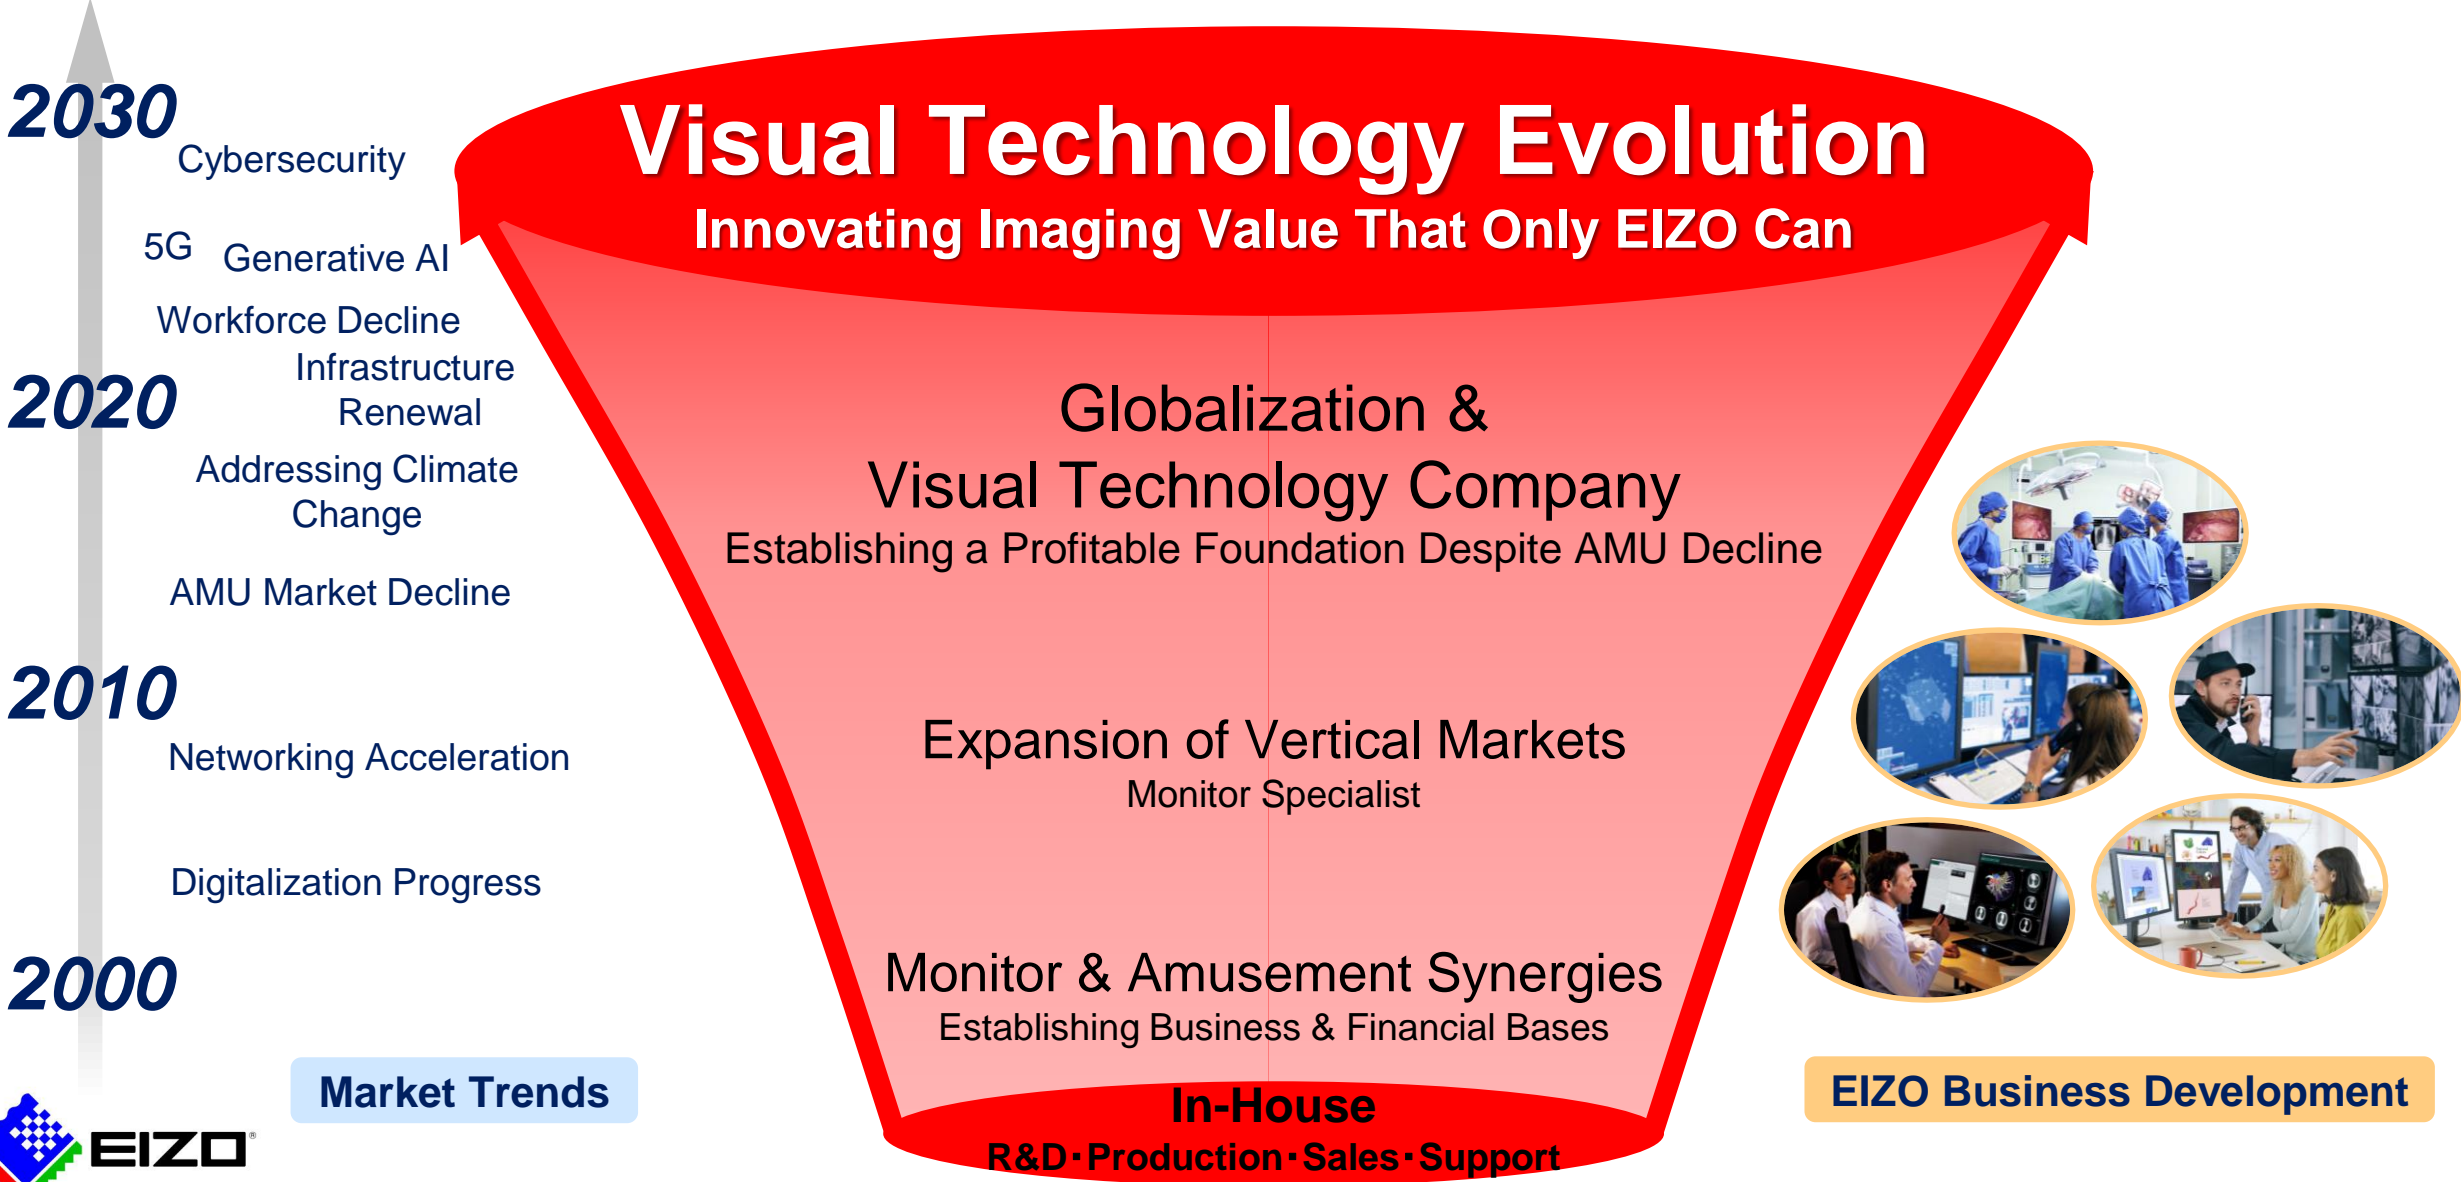 2030
Cybersecurity
5G
Generative AI
Workforce Decline
Infrastructure
Renewal
2020
Addressing Climate
Change
AMU Market Decline
2010
Networking Acceleration
Digitalization Progress
2000
Market Trends
EIZO®
Visual Technology Evolution
Innovating Imaging Value That Only EIZO Can
Globalization &
Visual Technology Company
Establishing a Profitable Foundation Despite AMU Decline
Expansion of Vertical Markets
Monitor Specialist
Monitor & Amusement Synergies
Establishing Business & Financial Bases
In-House
R&D･Production･Sales･Support
EIZO Business Development